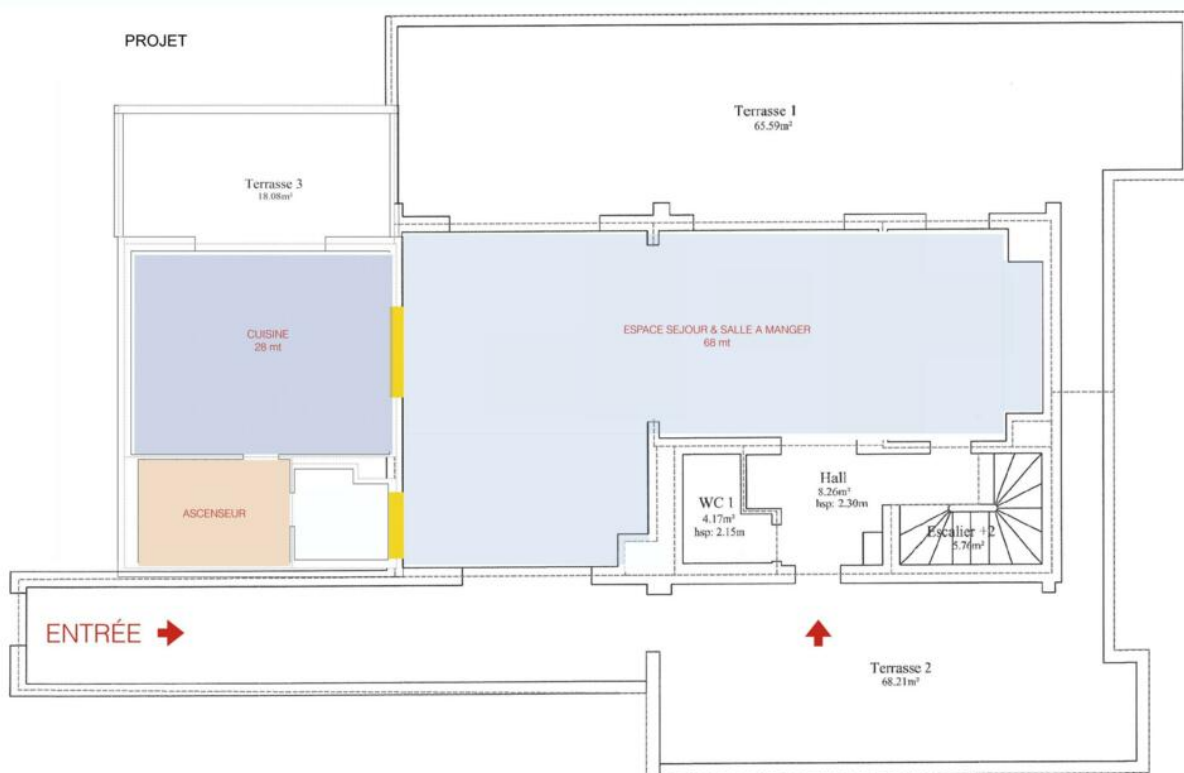 PROJET
Terrasse 1
65.59m²
Terrasse 3
18.08m²
CUISINE
28 mt
ESPACE SEJOUR & SALLE A MANGER
68 mt
ASCENSEUR
WC 1
4.17m²
hsp: 2.15m
Hall
8.26m²
hsp: 2.30m
Escalier +2
5.76m²
ENTRÉE
Terrasse 2
68.21m²